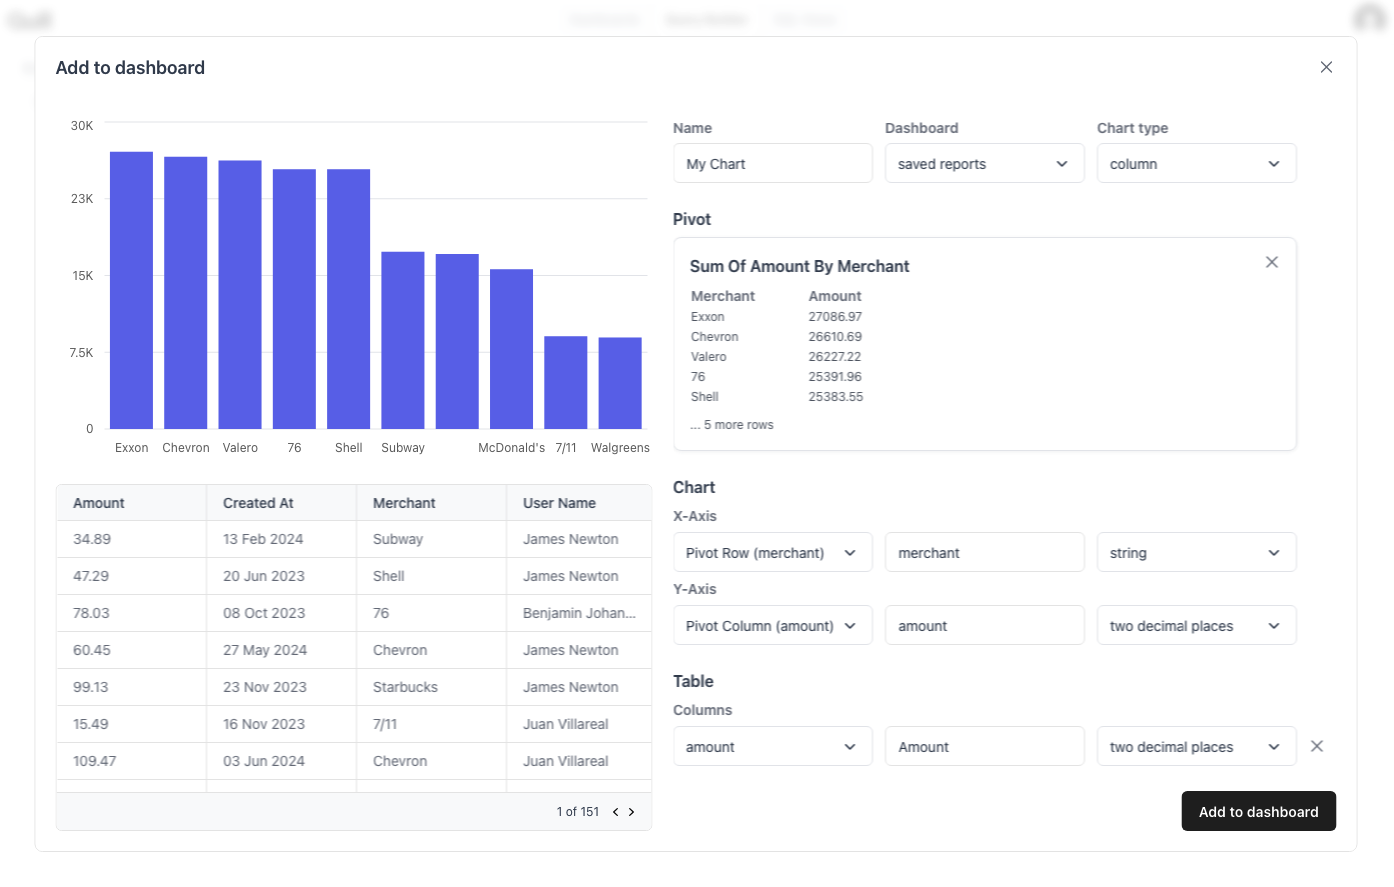 Add to dashboard
30K
23K
15K
7.5K
0
Exxon Chevron Valero 76 Shell Subway McDonald's 7/11 Walgreens
Amount Created At Merchant User Name
34.89 13 Feb 2024 Subway James Newton
47.29 20 Jun 2023 Shell James Newton
78.03 08 Oct 2023 76 Benjamin Johan...
60.45 27 May 2024 Chevron James Newton
99.13 23 Nov 2023 Starbucks James Newton
15.49 16 Nov 2023 7/11 Juan Villareal
109.47 03 Jun 2024 Chevron Juan Villareal
1 of 151
Name Dashboard Chart type
My Chart saved reports column
Pivot
Sum Of Amount By Merchant
Merchant Amount
Exxon 27086.97
Chevron 26610.69
Valero 26227.22
76 25391.96
Shell 25383.55
... 5 more rows
Chart
X-Axis
Pivot Row (merchant) merchant string
Y-Axis
Pivot Column (amount) amount two decimal places
Table
Columns
amount Amount two decimal places
Add to dashboard